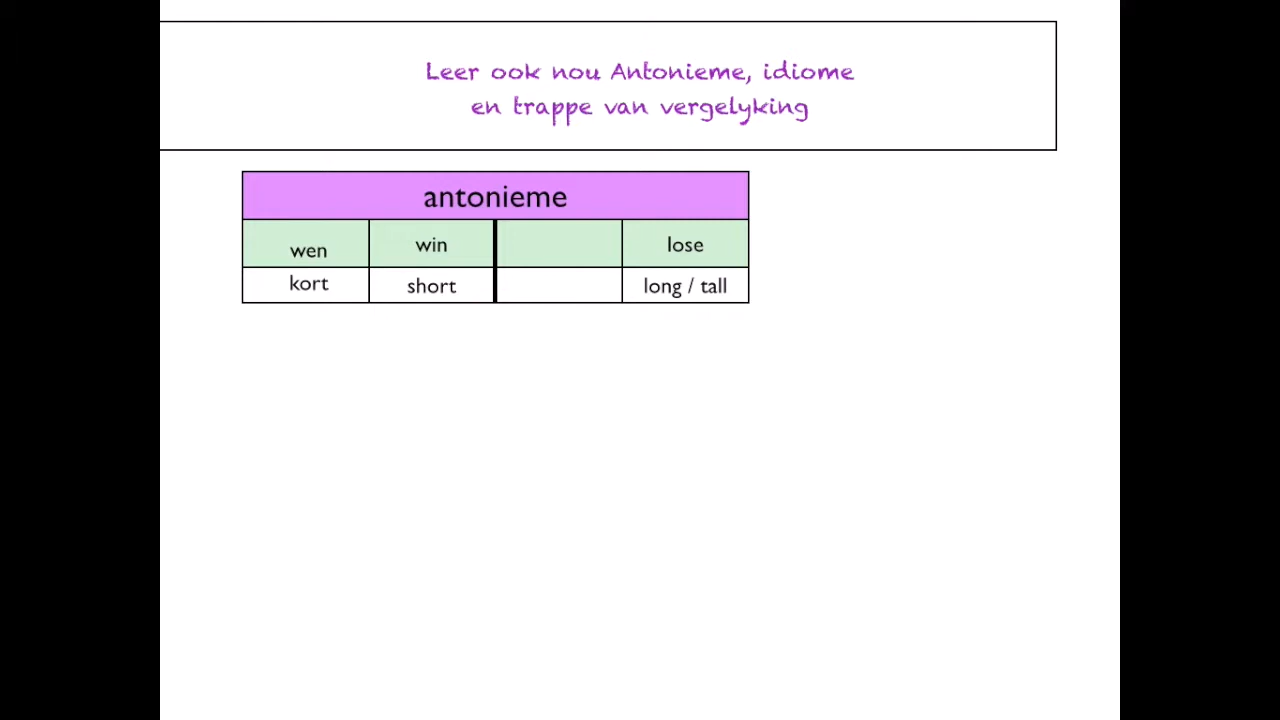 Leer ook nou Antonieme, idiome
en trappe van vergelyking
antonieme
wen win lose
kort short long / tall